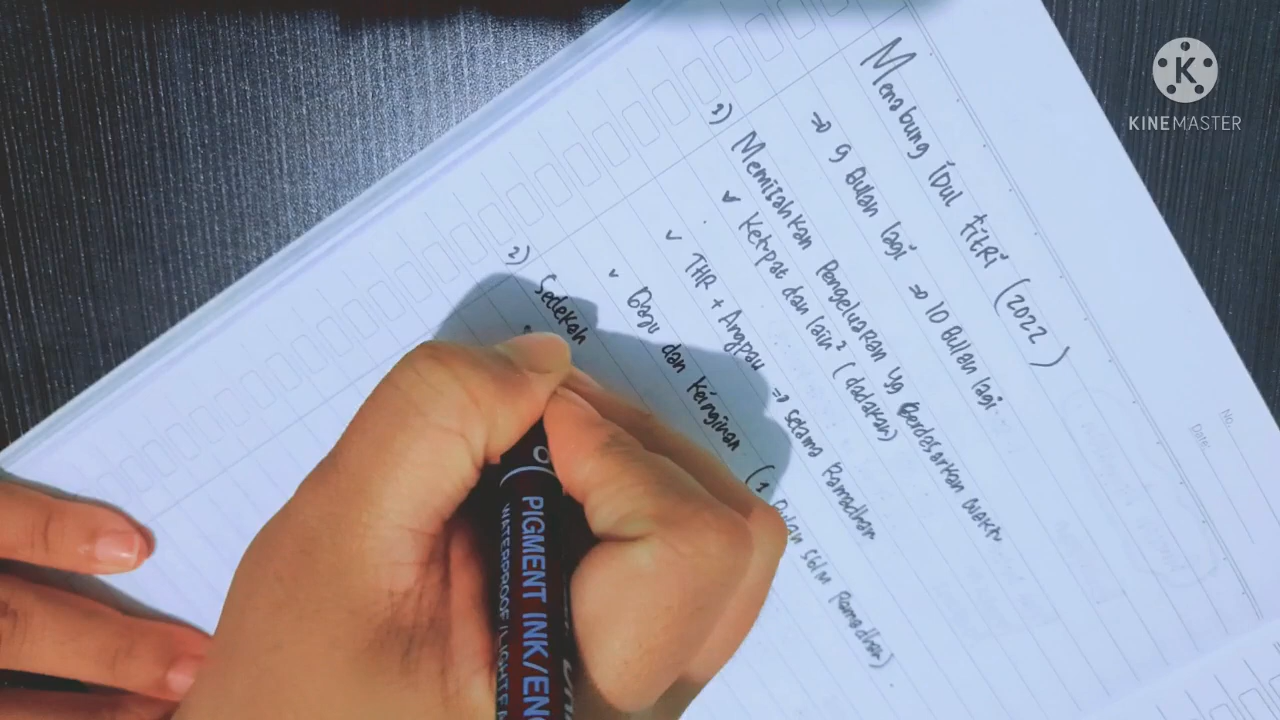 Menabung iDul fitRi (2022)
⇒ 9 Bulan lagi ⇒ 10 Bulan lagi
1) Memisahkan Pengeluaran yg Berdasarkan waktu
✓ Ketupat dan lain² (dadakan)
✓ THR + Angpau ⇒ selama Ramadhan
✓ Baju dan Keinginan (1 Bulan sblm Ramadhan)
2) Sedekah
PIGMENT INK/
WATERPROOF/
No.
Date:
K
KINEMASTER